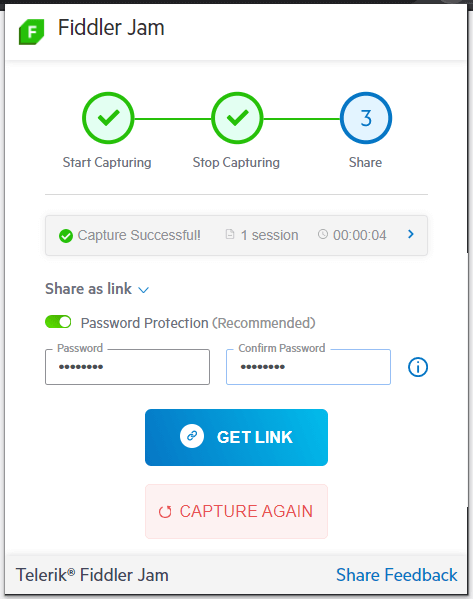 F Fiddler Jam
3
Start Capturing Stop Capturing Share
Capture Successful! 1 session 00:00:04
Share as link
Password Protection (Recommended)
Password Confirm Password
•••••••• ••••••••
GET LINK
CAPTURE AGAIN
Telerik® Fiddler Jam Share Feedback